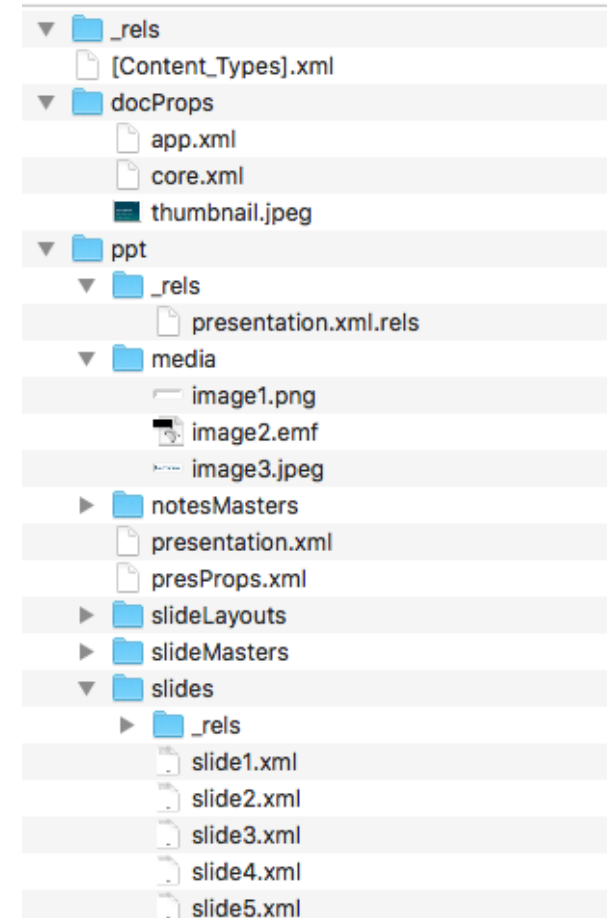 _rels
[Content_Types].xml
docProps
app.xml
core.xml
thumbnail.jpeg
ppt
_rels
presentation.xml.rels
media
image1.png
image2.emf
image3.jpeg
notesMasters
presentation.xml
presProps.xml
slideLayouts
slideMasters
slides
_rels
slide1.xml
slide2.xml
slide3.xml
slide4.xml
slide5.xml